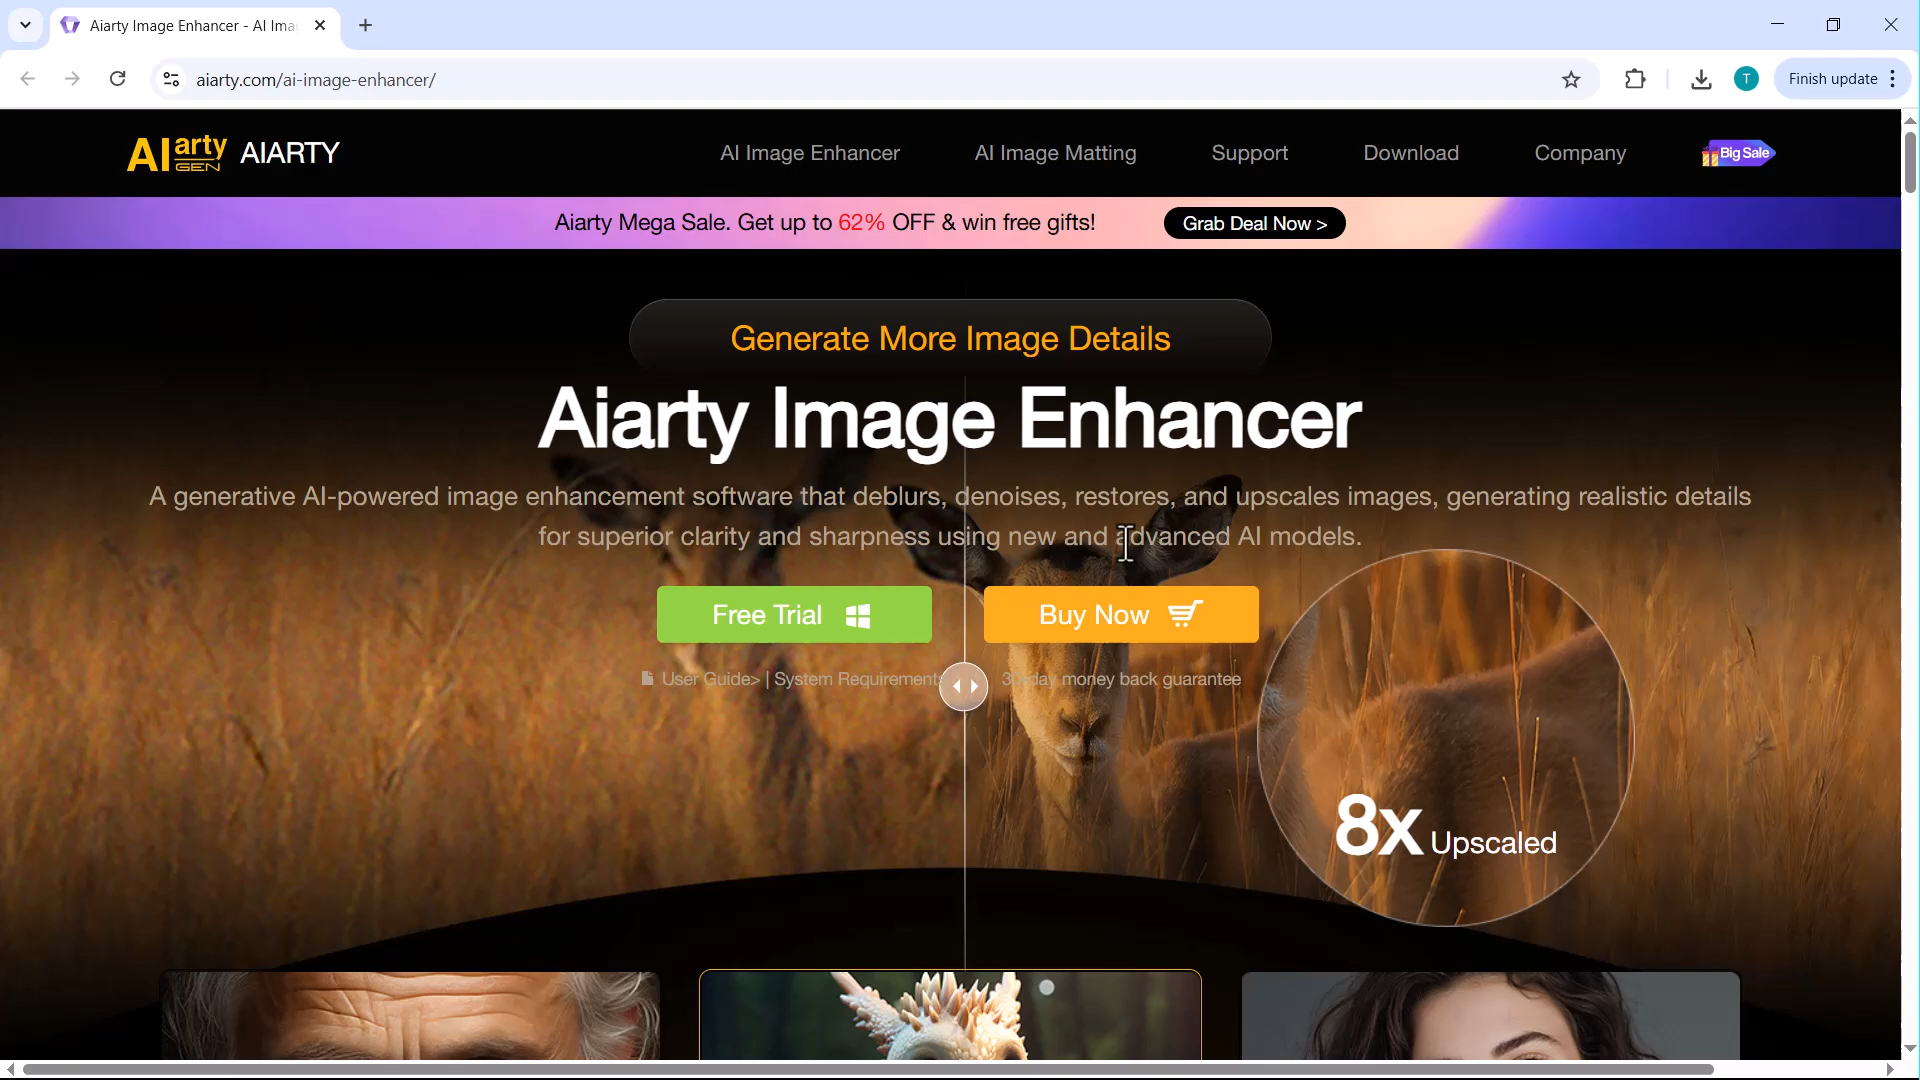 Aiarty Image Enhancer - AI Ima
aiarty.com/ai-image-enhancer/
T
Finish update
AIarty GEN AIARTY
AI Image Enhancer
AI Image Matting
Support
Download
Company
Big Sale
Aiarty Mega Sale. Get up to 62% OFF & win free gifts!
Grab Deal Now >
Generate More Image Details
Aiarty Image Enhancer
A generative AI-powered image enhancement software that deblurs, denoises, restores, and upscales images, generating realistic details
for superior clarity and sharpness using new and advanced AI models.
Free Trial
Buy Now
User Guide> | System Requirements
money back guarantee
8x Upscaled